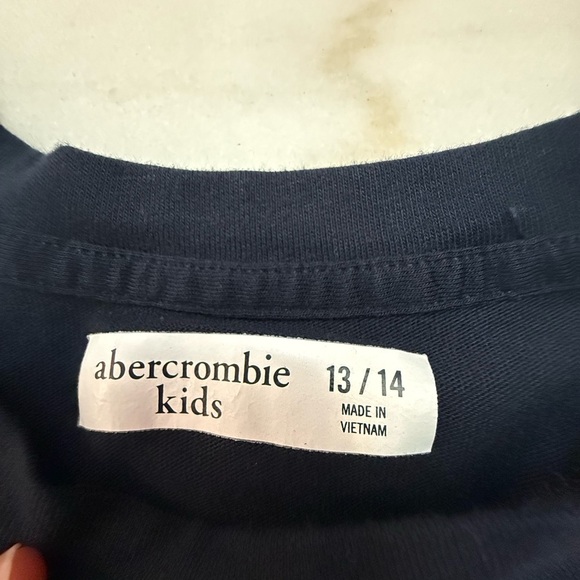 abercrombie
kids
13 / 14
MADE IN
VIETNAM